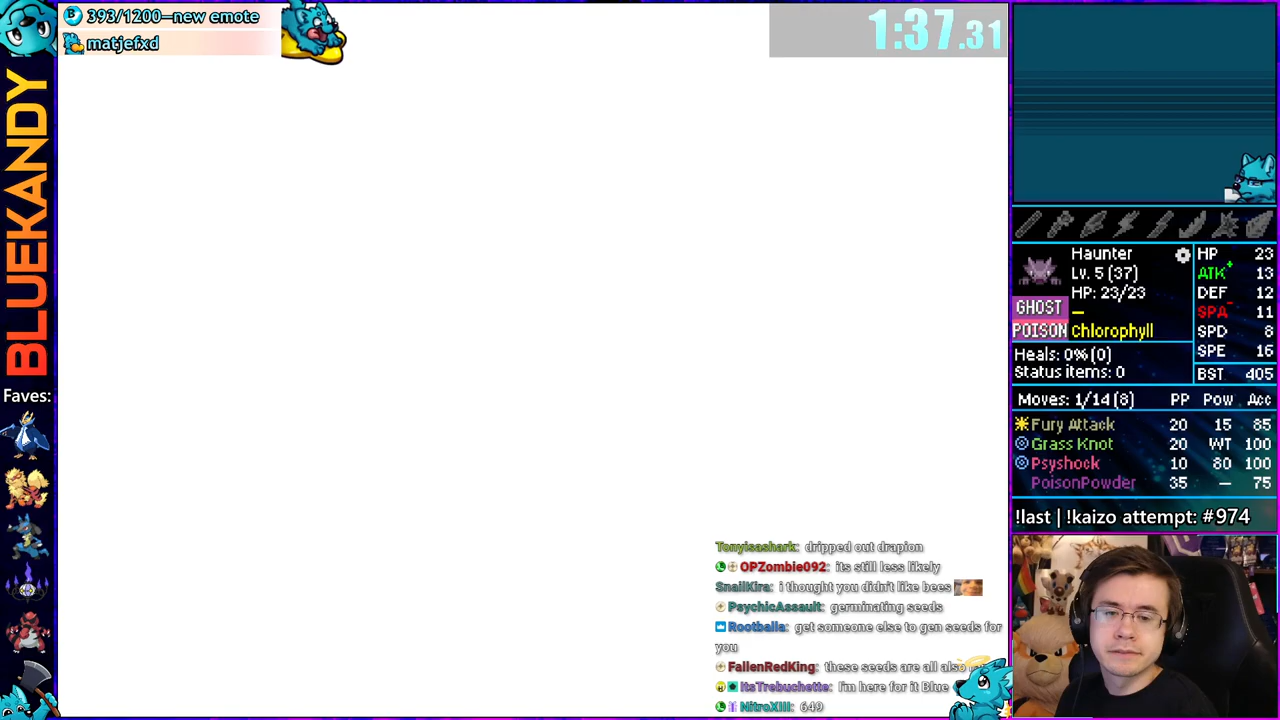 393/1200—new emote
matjefxd
1:37.31
BLUEKANDY
Faves:
Haunter
Lv. 5 (37)
HP: 23/23
—
GHOST
POISON
Chlorophyll
Heals: 0% (0)
Status items: 0
HP 23
ATK+ 13
DEF 12
SPA- 11
SPD 8
SPE 16
BST 405
Moves: 1/14 (8) PP Pow Acc
Fury Attack 20 15 85
Grass Knot 20 WT 100
Psyshock 10 80 100
PoisonPowder 35 — 75
!last | !kaizo attempt: #974
Tonyisashark: dripped out drapion
OPZombie092: its still less likely
SnailKira: i thought you didn't like bees
PsychicAssault: germinating seeds
Rootballa: get someone else to gen seeds for
you
FallenRedKing: these seeds are all also
ItsTrebuchette: I'm here for it Blue
NitroXIII: 649